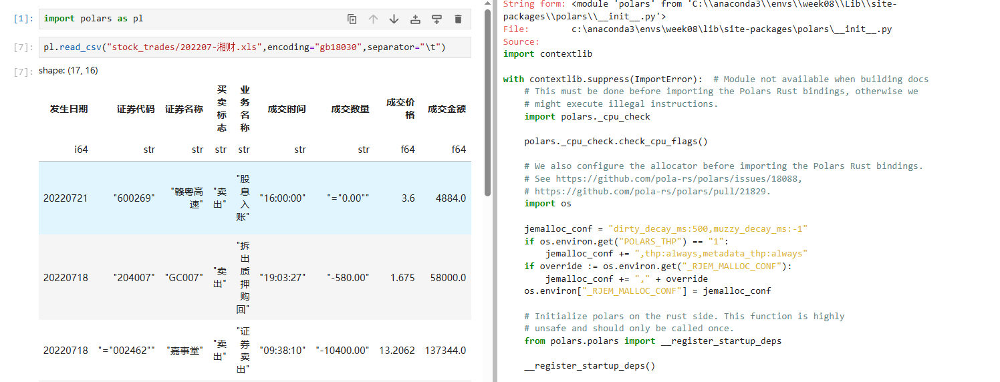 [1]: import polars as pl
[7]: pl.read_csv("stock_trades/202207-湘财.xls",encoding="gb18030",separator="\t")
[7]: shape: (17, 16)
发生日期 证券代码 证券名称 买卖标志 业务名称 成交时间 成交数量 成交价格 成交金额
i64 str str str str str str f64 f64
20220721 "600269" "赣粤高速" "卖出" "股息入账" "16:00:00" "="0.00"" 3.6 4884.0
20220718 "204007" "GC007" "卖出" "拆出质押购回" "19:03:27" "-580.00" 1.675 58000.0
20220718 "="002462"" "嘉事堂" "卖出" "证券卖出" "09:38:10" "-10400.00" 13.2062 137344.0
String form: <module 'polars' from 'C:\\anaconda3\\envs\\week08\\Lib\\site-
packages\\polars\\__init__.py'>
File: c:\anaconda3\envs\week08\lib\site-packages\polars\__init__.py
Source:
import contextlib
with contextlib.suppress(ImportError):  # Module not available when building docs
    # This must be done before importing the Polars Rust bindings, otherwise we
    # might execute illegal instructions.
    import polars._cpu_check
    polars._cpu_check.check_cpu_flags()
    # We also configure the allocator before importing the Polars Rust bindings.
    # See https://github.com/pola-rs/polars/issues/18088,
    # https://github.com/pola-rs/polars/pull/21829.
    import os
    jemalloc_conf = "dirty_decay_ms:500,muzzy_decay_ms:-1"
    if os.environ.get("POLARS_THP") == "1":
        jemalloc_conf += ",thp:always,metadata_thp:always"
    if override := os.environ.get("_RJEM_MALLOC_CONF"):
        jemalloc_conf += "," + override
    os.environ["_RJEM_MALLOC_CONF"] = jemalloc_conf
    # Initialize polars on the rust side. This function is highly
    # unsafe and should only be called once.
    from polars.polars import __register_startup_deps
    __register_startup_deps()